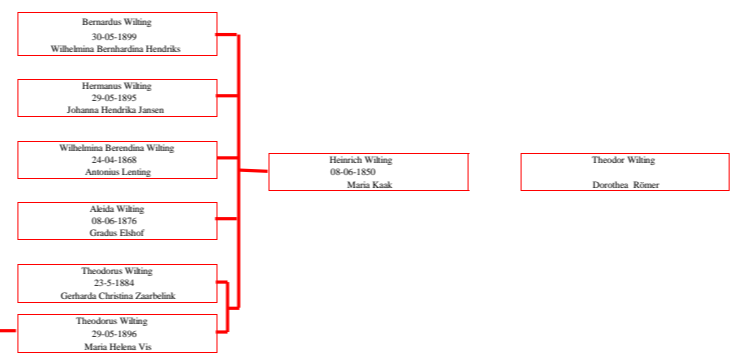 Bernardus Wilting
30-05-1899
Wilhelmina Bernhardina Hendriks
Hermanus Wilting
29-05-1895
Johanna Hendrika Jansen
Wilhelmina Berendina Wilting
24-04-1868
Antonius Lenting
Aleida Wilting
08-06-1876
Gradus Elshof
Theodorus Wilting
23-5-1884
Gerharda Christina Zaarbelink
Theodorus Wilting
29-05-1896
Maria Helena Vis
Heinrich Wilting
08-06-1850
Maria Kaak
Theodor Wilting
Dorothea Römer